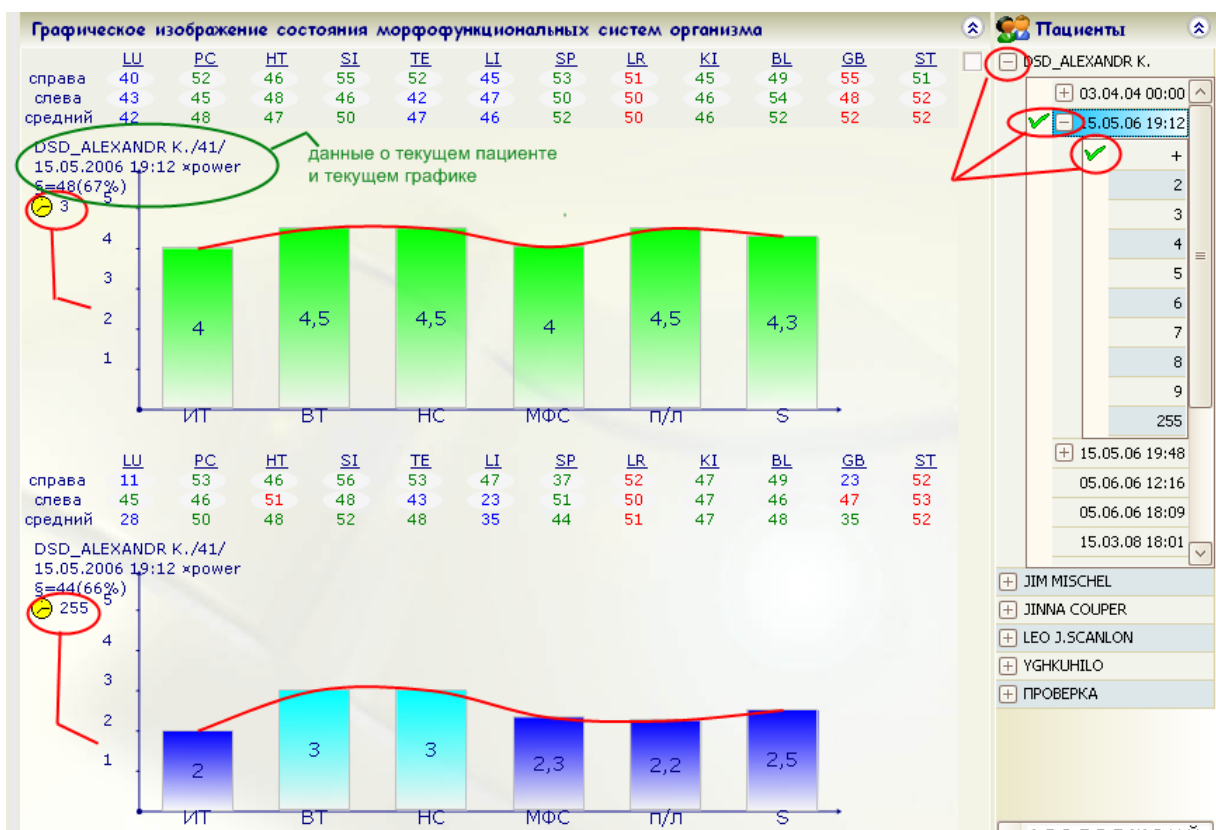 Графическое изображение состояния морфофункциональных систем организма
LU PC HT SI TE LI SP LR KI BL GB ST
справа 40 52 46 55 52 45 53 51 45 49 55 51
слева 43 45 48 46 42 47 50 50 46 54 48 52
средний 42 48 47 50 47 46 52 50 46 52 52 52
DSD_ALEXANDR K./41/
15.05.2006 19:12 xpower
§=48(67%)
3
данные о текущем пациенте
и текущем графике
5
4
3
2
1
4 4,5 4,5 4 4,5 4,3
ИТ ВТ НС МФС п/л S
LU PC HT SI TE LI SP LR KI BL GB ST
справа 11 53 46 56 53 47 37 52 47 49 23 52
слева 45 46 51 48 43 23 51 50 47 46 47 53
средний 28 50 48 52 48 35 44 51 47 48 35 52
DSD_ALEXANDR K./41/
15.05.2006 19:12 xpower
§=44(66%)
255
5
4
3
2
1
2 3 3 2,3 2,2 2,5
ИТ ВТ НС МФС п/л S
Пациенты
DSD_ALEXANDR K.
03.04.04 00:00
15.05.06 19:12
+
2
3
4
5
6
7
8
9
255
15.05.06 19:48
05.06.06 12:16
05.06.06 18:09
15.03.08 18:01
JIM MISCHEL
JINNA COUPER
LEO J.SCANLON
YGHKUHILO
ПРОВЕРКА